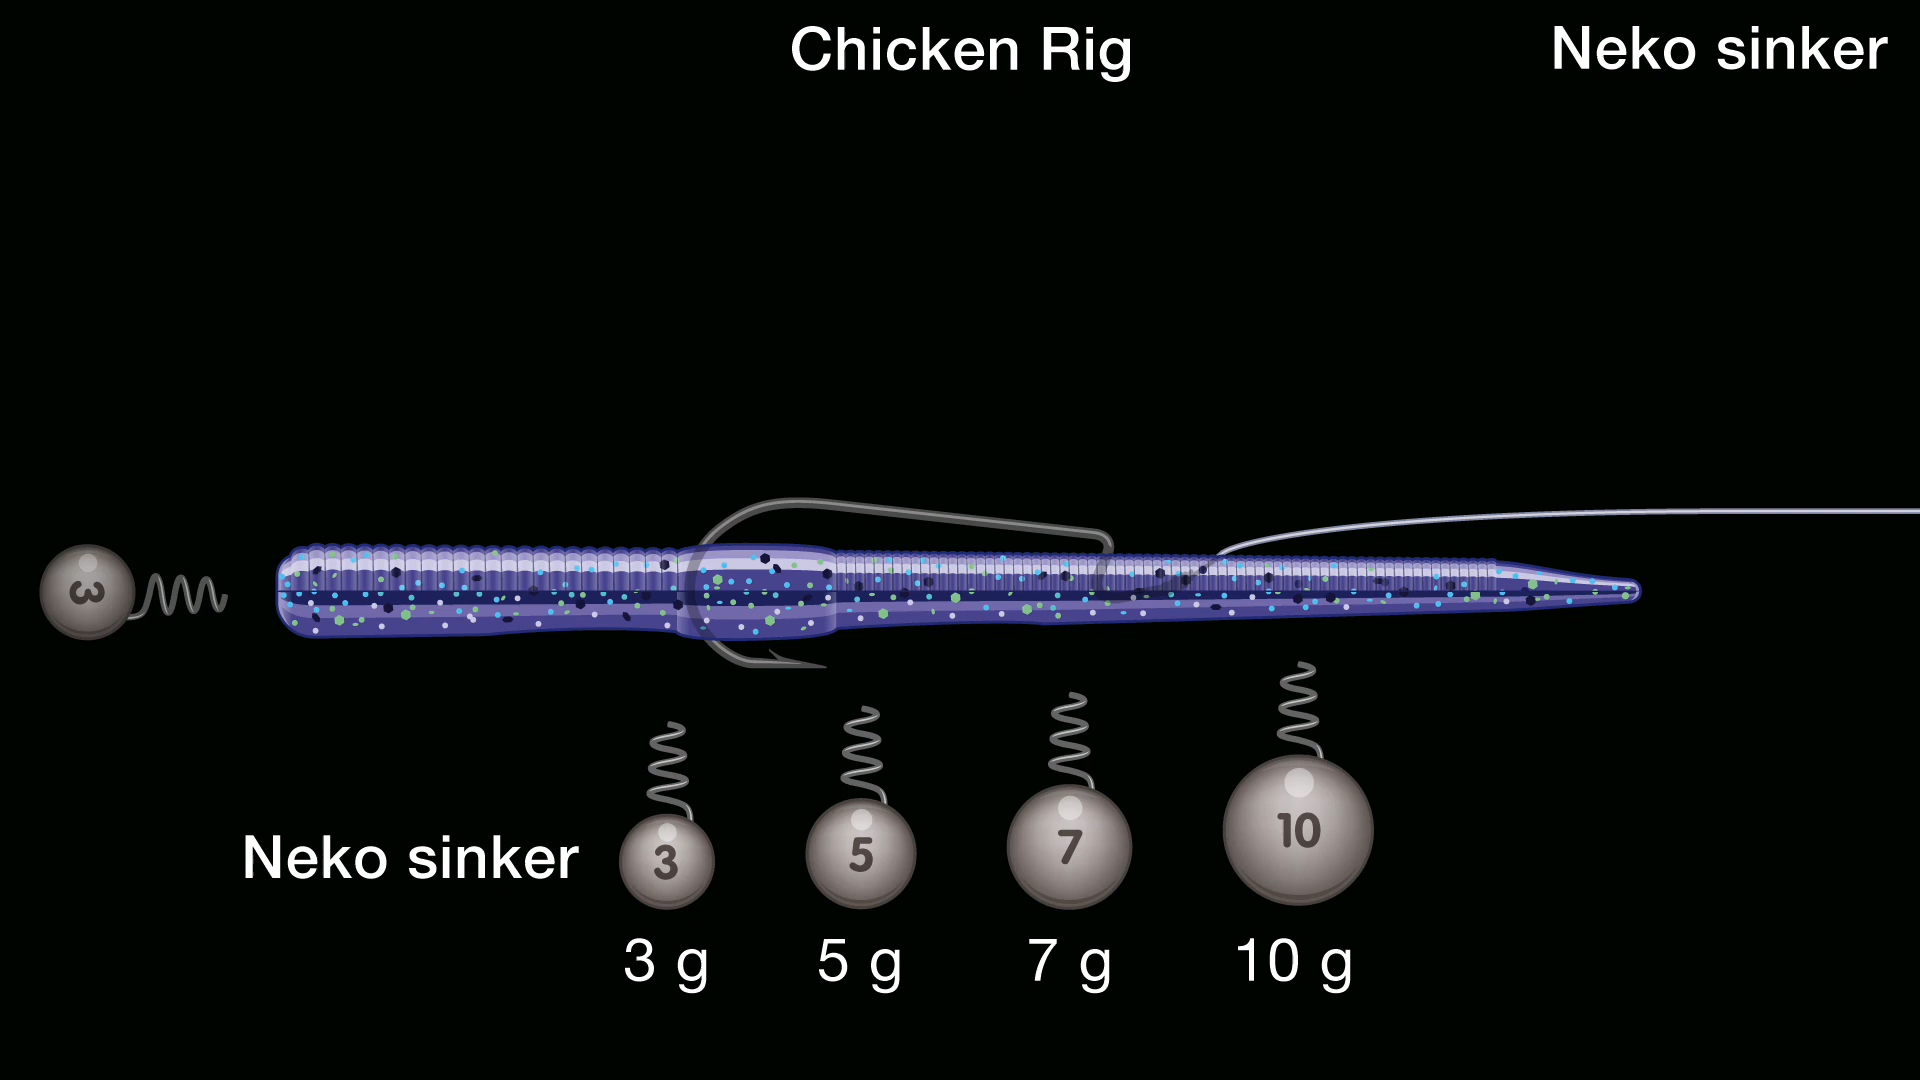 Chicken Rig
Neko sinker
3
Neko sinker
3
5
7
10
3 g
5 g
7 g
10 g